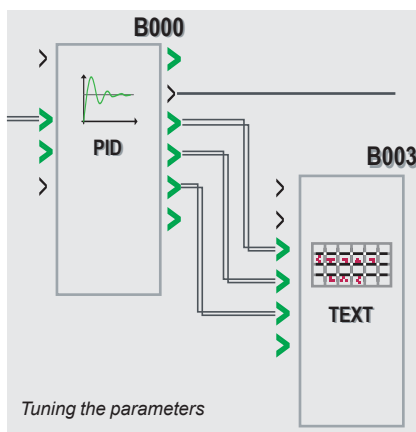 B000
PID
B003
TEXT
Tuning the parameters